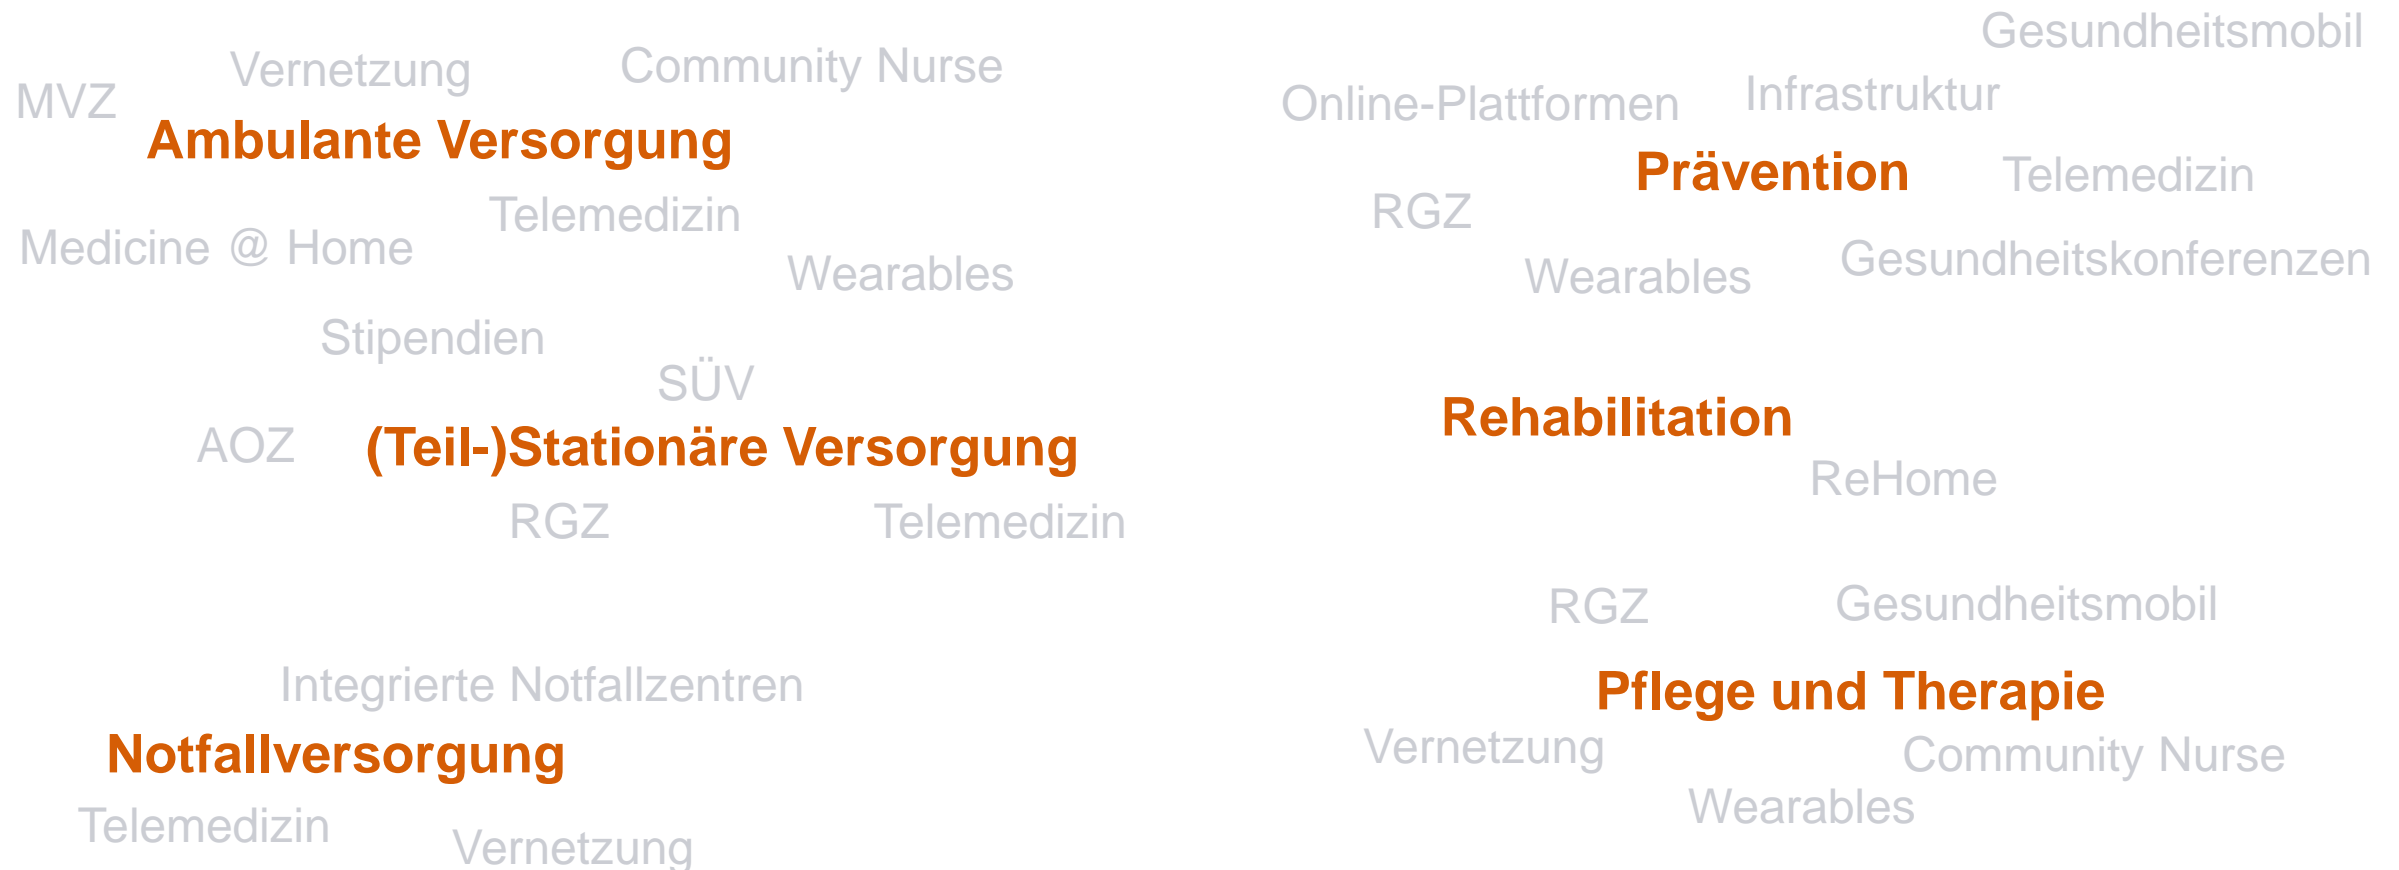 MVZ
Vernetzung
Community Nurse
Ambulante Versorgung
Telemedizin
Medicine @ Home
Wearables
Stipendien
SÜV
AOZ
(Teil-)Stationäre Versorgung
RGZ
Telemedizin
Integrierte Notfallzentren
Notfallversorgung
Telemedizin
Vernetzung
Gesundheitsmobil
Online-Plattformen
Infrastruktur
Prävention
Telemedizin
RGZ
Wearables
Gesundheitskonferenzen
Rehabilitation
ReHome
RGZ
Gesundheitsmobil
Pflege und Therapie
Vernetzung
Community Nurse
Wearables